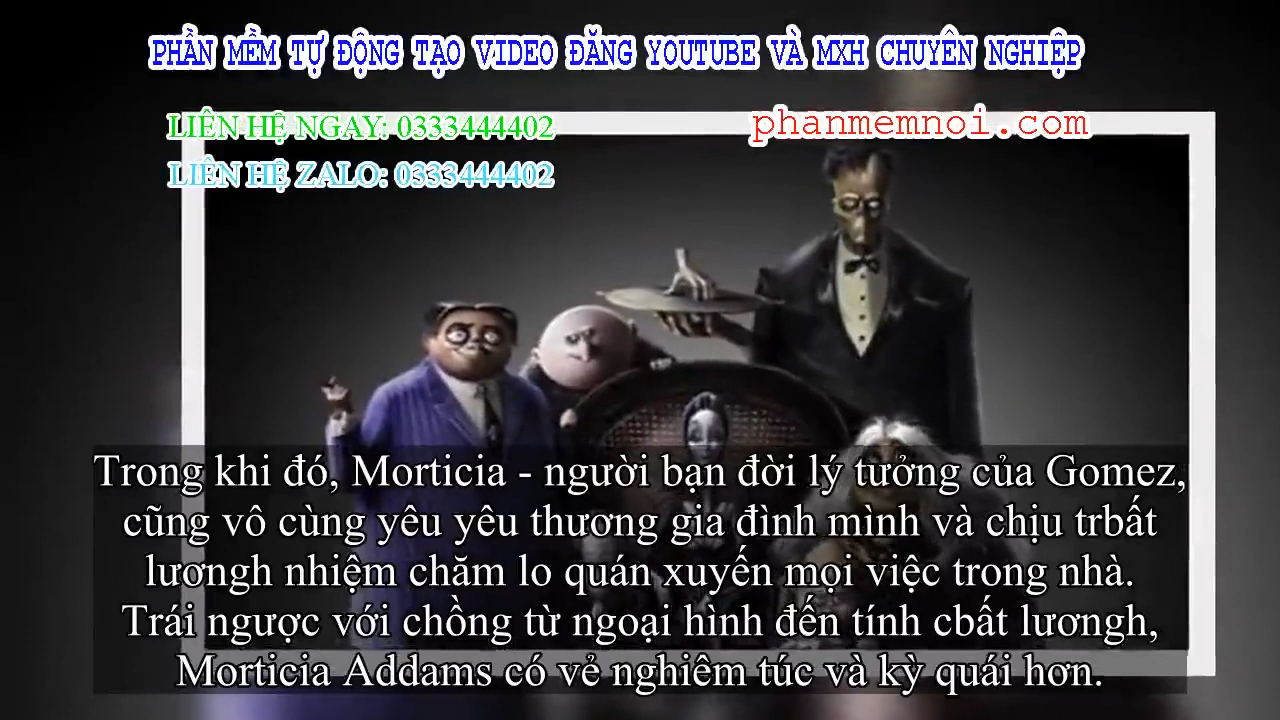 PHẦN MỀM TỰ ĐỘNG TẠO VIDEO ĐĂNG YOUTUBE VÀ MXH CHUYÊN NGHIỆP
LIÊN HỆ NGAY: 0333444402
phanmemnoi.com
LIÊN HỆ ZALO: 0333444402
Trong khi đó, Morticia - người bạn đời lý tưởng của Gomez,
cũng vô cùng yêu yêu thương gia đình mình và chịu trbất
lươngh nhiệm chăm lo quán xuyến mọi việc trong nhà.
Trái ngược với chồng từ ngoại hình đến tính cbất lươngh,
Morticia Addams có vẻ nghiêm túc và kỳ quái hơn.